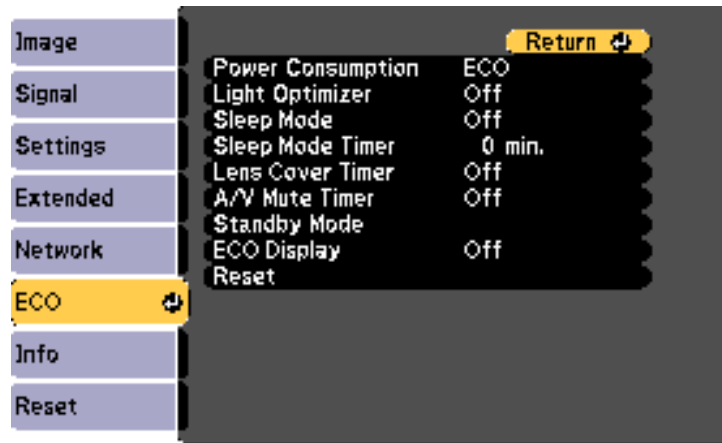 Image
Signal
Settings
Extended
Network
ECO
Info
Reset
Return
Power Consumption ECO
Light Optimizer Off
Sleep Mode Off
Sleep Mode Timer 0 min.
Lens Cover Timer Off
A/V Mute Timer Off
Standby Mode
ECO Display Off
Reset